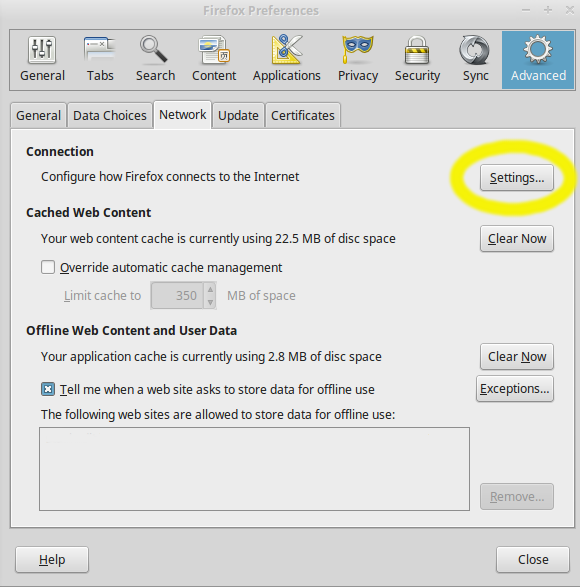 Firefox Preferences
General Tabs Search Content Applications Privacy Security Sync Advanced
General Data Choices Network Update Certificates
Connection
Configure how Firefox connects to the Internet Settings...
Cached Web Content
Your web content cache is currently using 22.5 MB of disc space Clear Now
Override automatic cache management
Limit cache to 350 MB of space
Offline Web Content and User Data
Your application cache is currently using 2.8 MB of disc space Clear Now
Tell me when a web site asks to store data for offline use Exceptions...
The following web sites are allowed to store data for offline use:
Remove...
Help Close